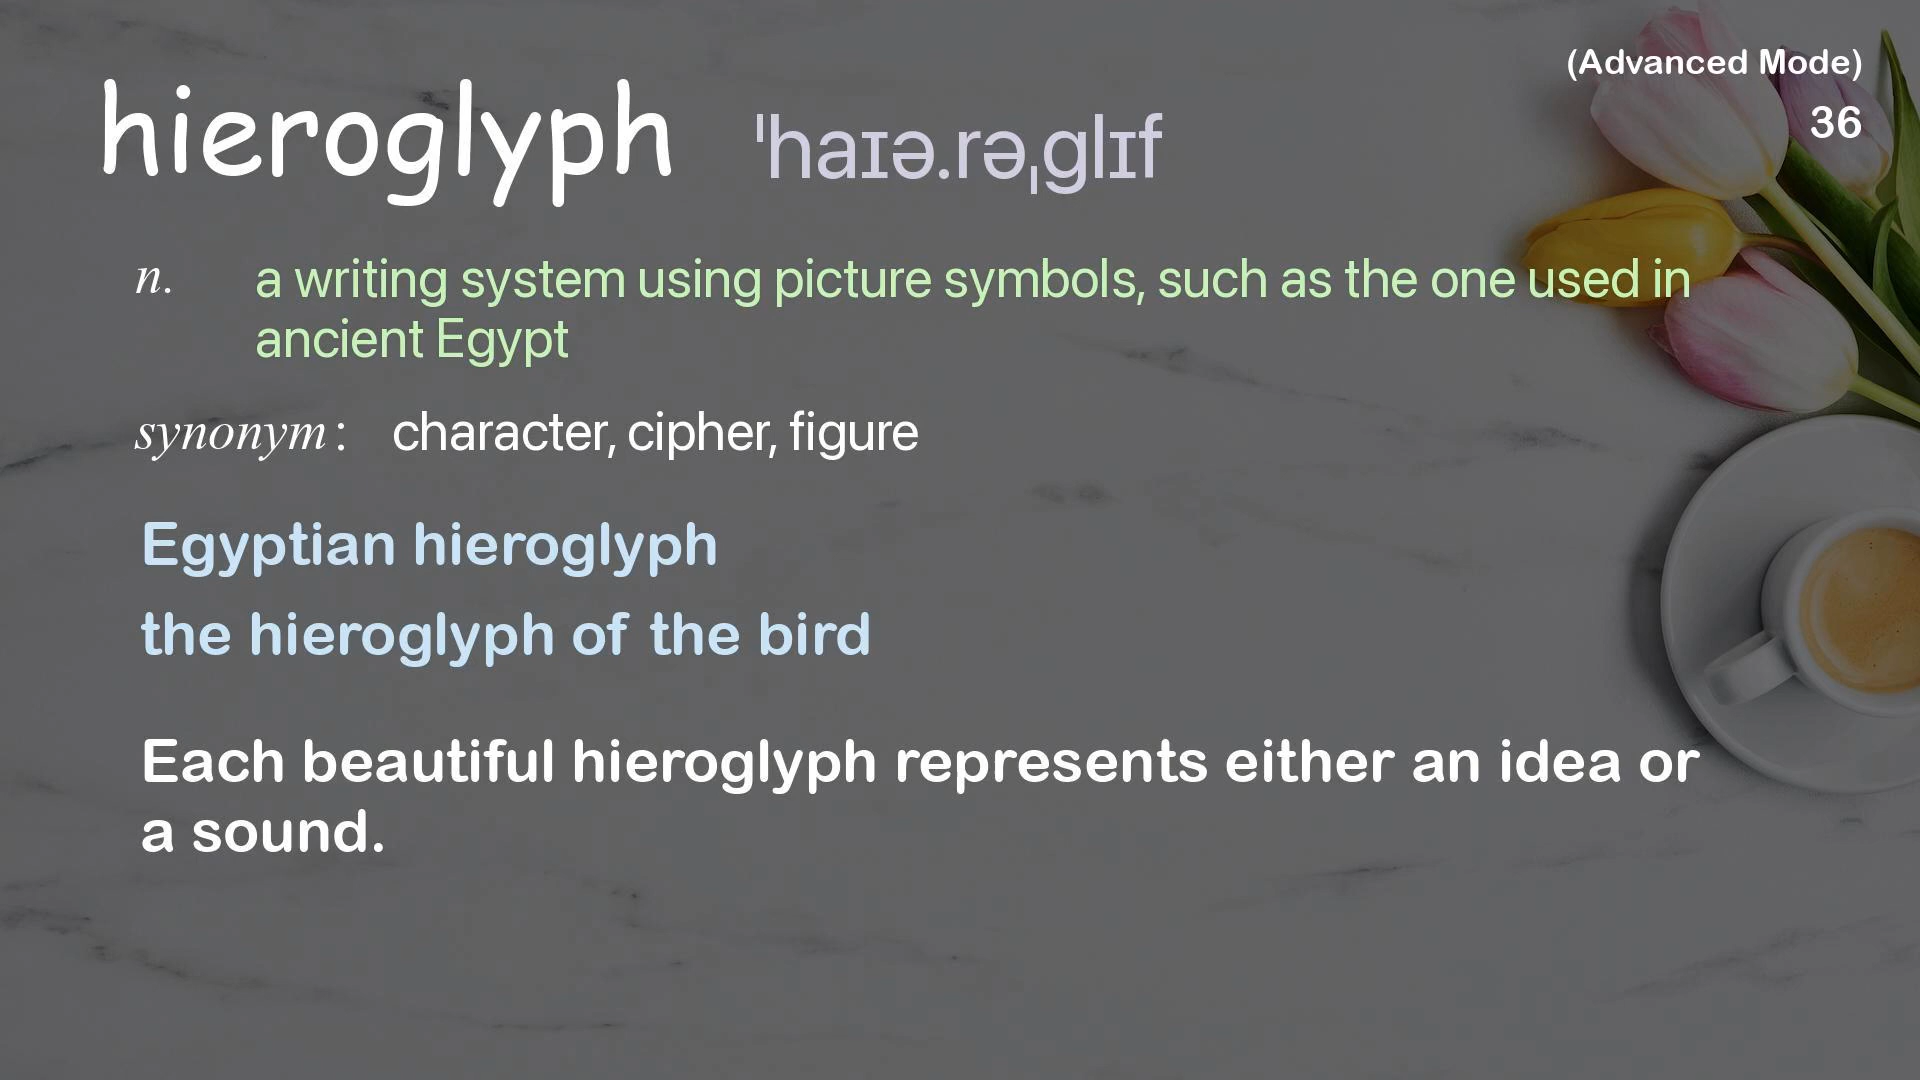 (Advanced Mode)
36
hieroglyph ˈhaɪə.rəˌglɪf
n. a writing system using picture symbols, such as the one used in
ancient Egypt
synonym: character, cipher, figure
Egyptian hieroglyph
the hieroglyph of the bird
Each beautiful hieroglyph represents either an idea or
a sound.